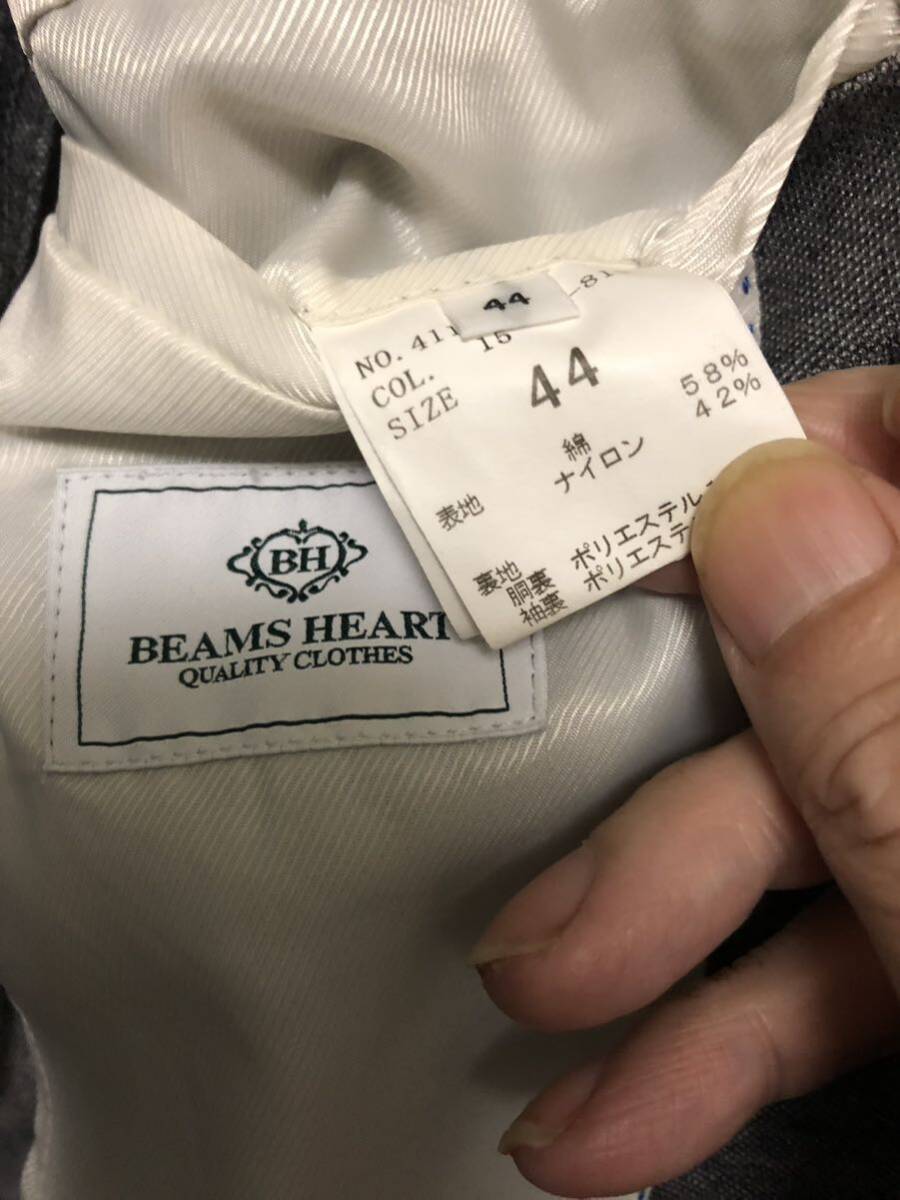 44
NO. 411 -81
COL. 15
SIZE 44
表地 綿 58%
ナイロン 42%
裏地 胴裏 ポリエステル
袖裏 ポリエステ
BH
BEAMS HEART
QUALITY CLOTHES